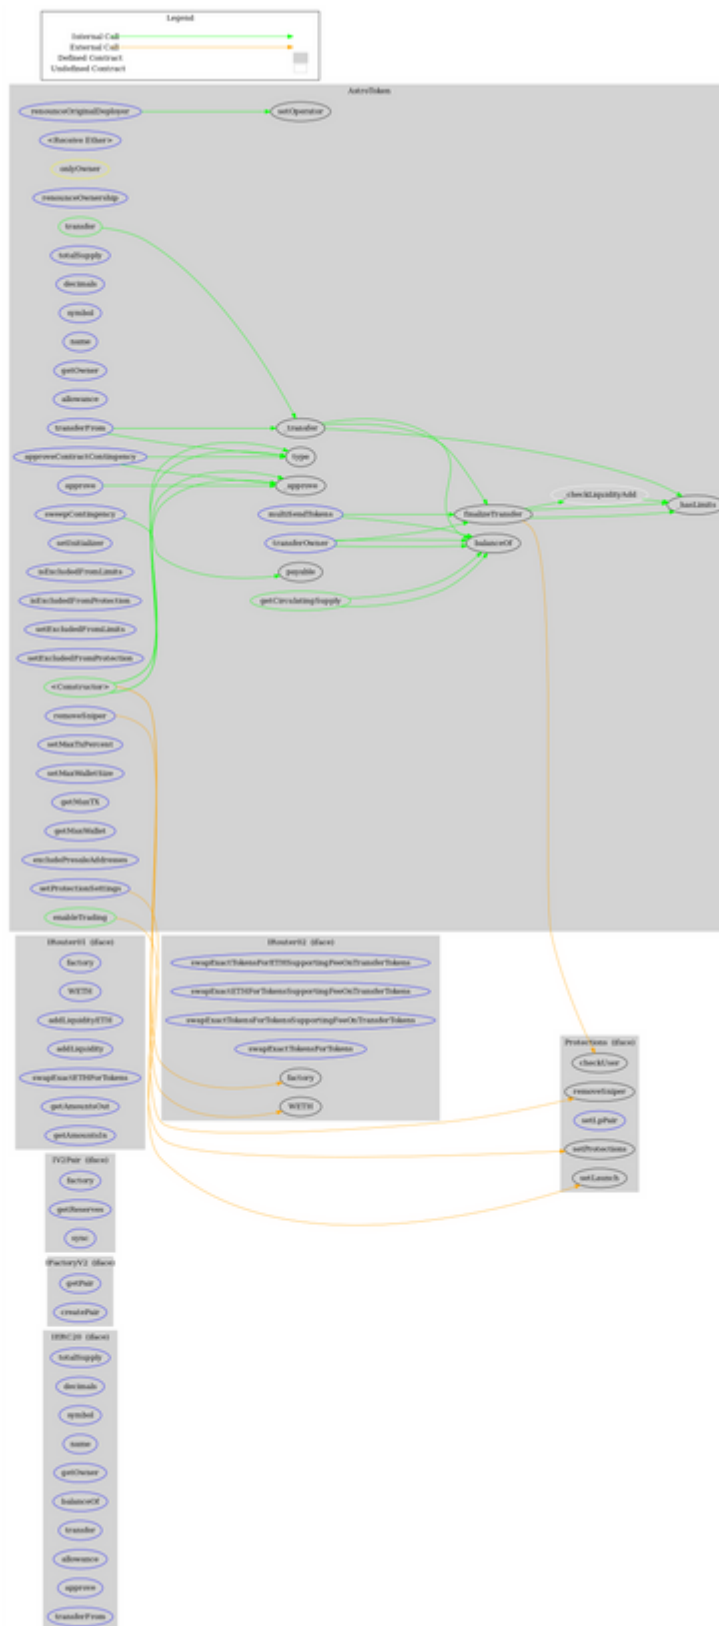 Legend
Internal Call
External Call
Defined Contract
Undefined Contract
AstroToken
renounceOriginalDeployer
setOperator
<Receive Ether>
onlyOwner
renounceOwnership
transfer
totalSupply
decimals
symbol
name
getOwner
allowance
transferFrom
_transfer
approveContractContingency
type
approve
_approve
sweepContingency
multiSendTokens
finalizeTransfer
checkLiquidityAdd
_hasLimits
setInitializer
transferOwner
balanceOf
isExcludedFromLimits
payable
isExcludedFromProtection
getCirculatingSupply
setExcludedFromLimits
setExcludedFromProtection
<Constructor>
removeSniper
setMaxTxPercent
setMaxWalletSize
getMaxTX
getMaxWallet
excludePresaleAddresses
setProtectionSettings
enableTrading
IRouter01 (iface)
factory
WETH
addLiquidityETH
addLiquidity
swapExactETHForTokens
getAmountsOut
getAmountsIn
IRouter02 (iface)
swapExactTokensForETHSupportingFeeOnTransferTokens
swapExactETHForTokensSupportingFeeOnTransferTokens
swapExactTokensForTokensSupportingFeeOnTransferTokens
swapExactTokensForTokens
factory
WETH
Protections (iface)
checkUser
removeSniper
setLpPair
setProtections
setLaunch
IV2Pair (iface)
factory
getReserves
sync
IFactoryV2 (iface)
getPair
createPair
IERC20 (iface)
totalSupply
decimals
symbol
name
getOwner
balanceOf
transfer
allowance
approve
transferFrom